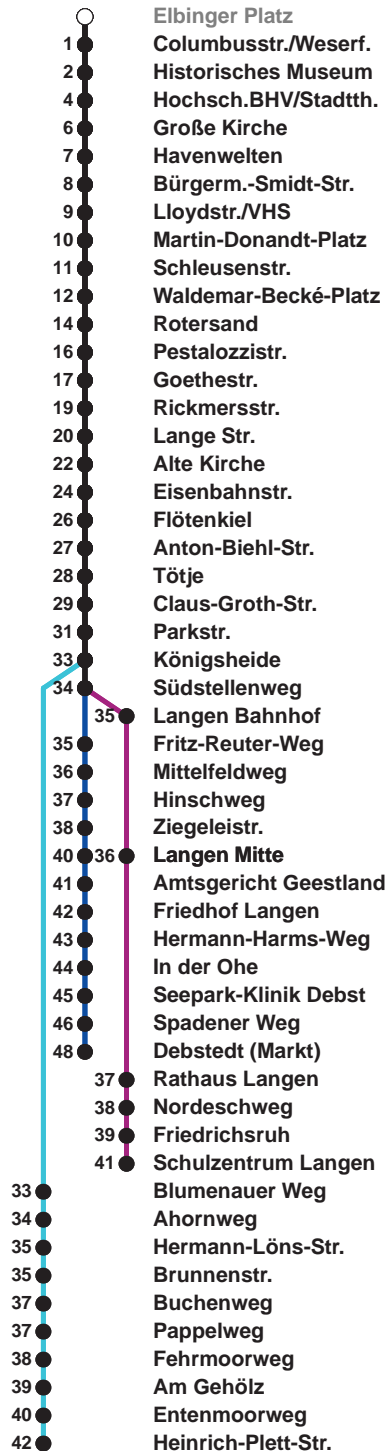 Elbinger Platz
1 Columbusstr./Weserf.
2 Historisches Museum
4 Hochsch.BHV/Stadtth.
6 Große Kirche
7 Havenwelten
8 Bürgerm.-Smidt-Str.
9 Lloydstr./VHS
10 Martin-Donandt-Platz
11 Schleusenstr.
12 Waldemar-Becké-Platz
14 Rotersand
16 Pestalozzistr.
17 Goethestr.
19 Rickmersstr.
20 Lange Str.
22 Alte Kirche
24 Eisenbahnstr.
26 Flötenkiel
27 Anton-Biehl-Str.
28 Tötje
29 Claus-Groth-Str.
31 Parkstr.
33 Königsheide
34 Südstellenweg
35 Langen Bahnhof
35 Fritz-Reuter-Weg
36 Mittelfeldweg
37 Hinschweg
38 Ziegeleistr.
40 36 Langen Mitte
41 Amtsgericht Geestland
42 Friedhof Langen
43 Hermann-Harms-Weg
44 In der Ohe
45 Seepark-Klinik Debst
46 Spadener Weg
48 Debstedt (Markt)
37 Rathaus Langen
38 Nordeschweg
39 Friedrichsruh
41 Schulzentrum Langen
33 Blumenauer Weg
34 Ahornweg
35 Hermann-Löns-Str.
35 Brunnenstr.
37 Buchenweg
37 Pappelweg
38 Fehrmoorweg
39 Am Gehölz
40 Entenmoorweg
42 Heinrich-Plett-Str.